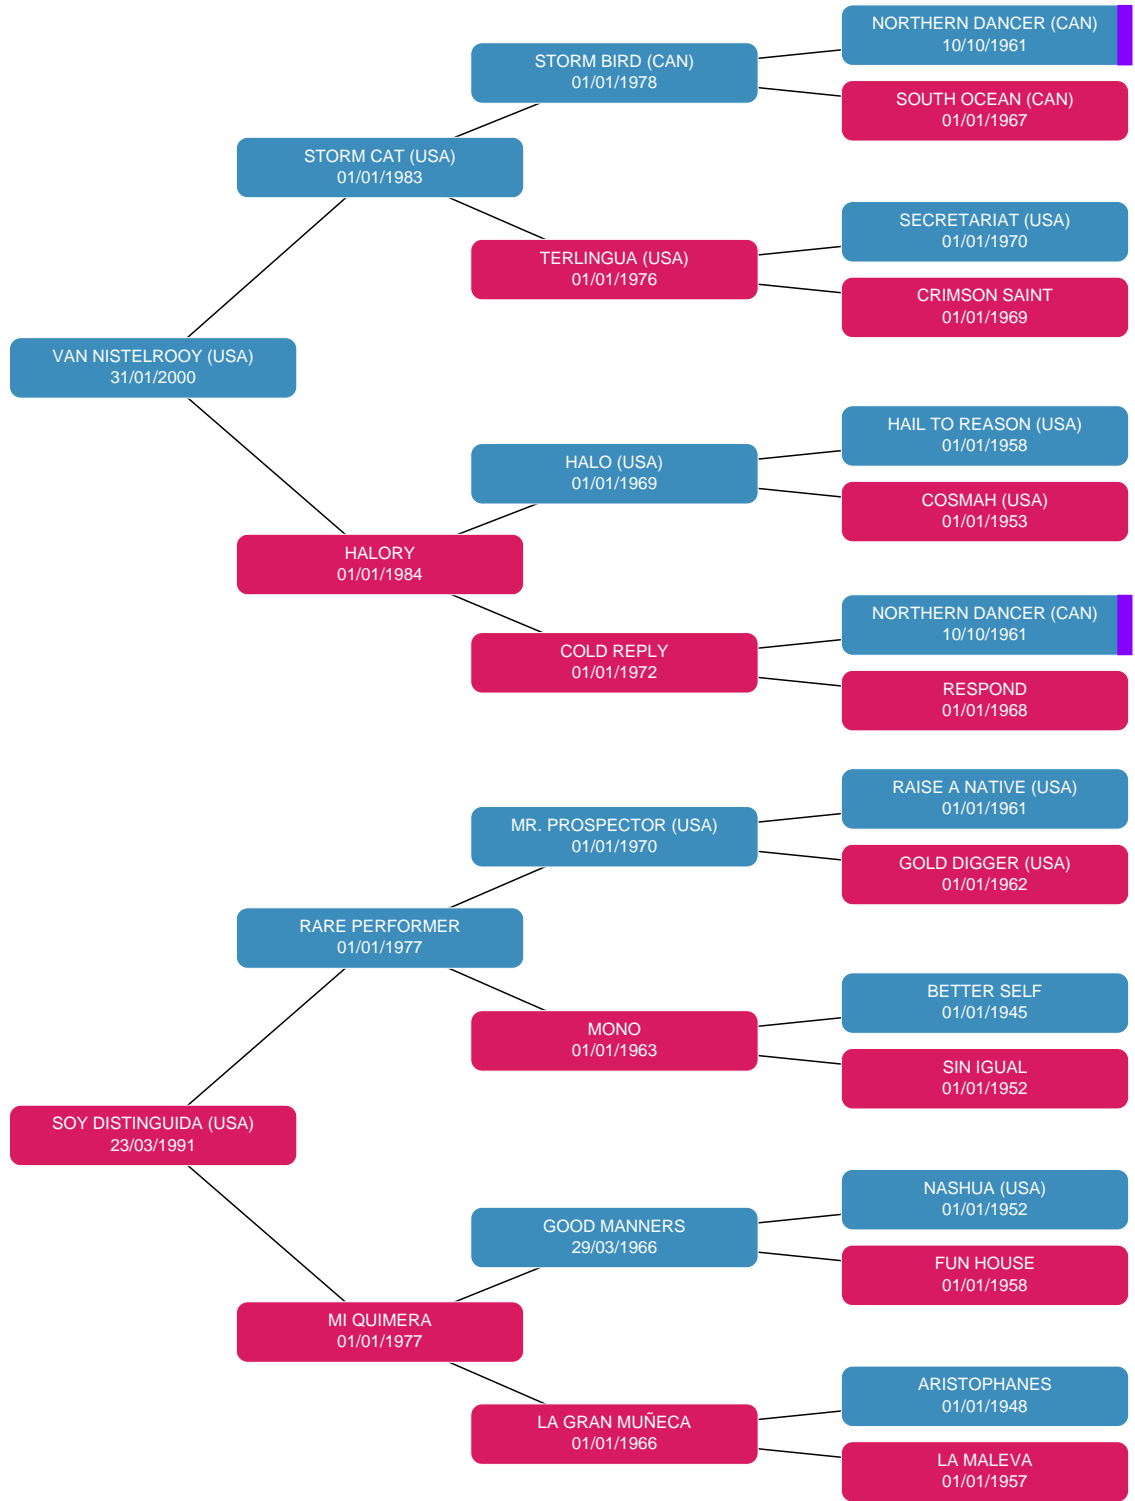 NORTHERN DANCER (CAN)
10/10/1961
STORM BIRD (CAN)
01/01/1978
SOUTH OCEAN (CAN)
01/01/1967
STORM CAT (USA)
01/01/1983
SECRETARIAT (USA)
01/01/1970
TERLINGUA (USA)
01/01/1976
CRIMSON SAINT
01/01/1969
VAN NISTELROOY (USA)
31/01/2000
HAIL TO REASON (USA)
01/01/1958
HALO (USA)
01/01/1969
COSMAH (USA)
01/01/1953
HALORY
01/01/1984
NORTHERN DANCER (CAN)
10/10/1961
COLD REPLY
01/01/1972
RESPOND
01/01/1968
RAISE A NATIVE (USA)
01/01/1961
MR. PROSPECTOR (USA)
01/01/1970
GOLD DIGGER (USA)
01/01/1962
RARE PERFORMER
01/01/1977
BETTER SELF
01/01/1945
MONO
01/01/1963
SIN IGUAL
01/01/1952
SOY DISTINGUIDA (USA)
23/03/1991
NASHUA (USA)
01/01/1952
GOOD MANNERS
29/03/1966
FUN HOUSE
01/01/1958
MI QUIMERA
01/01/1977
ARISTOPHANES
01/01/1948
LA GRAN MUÑECA
01/01/1966
LA MALEVA
01/01/1957